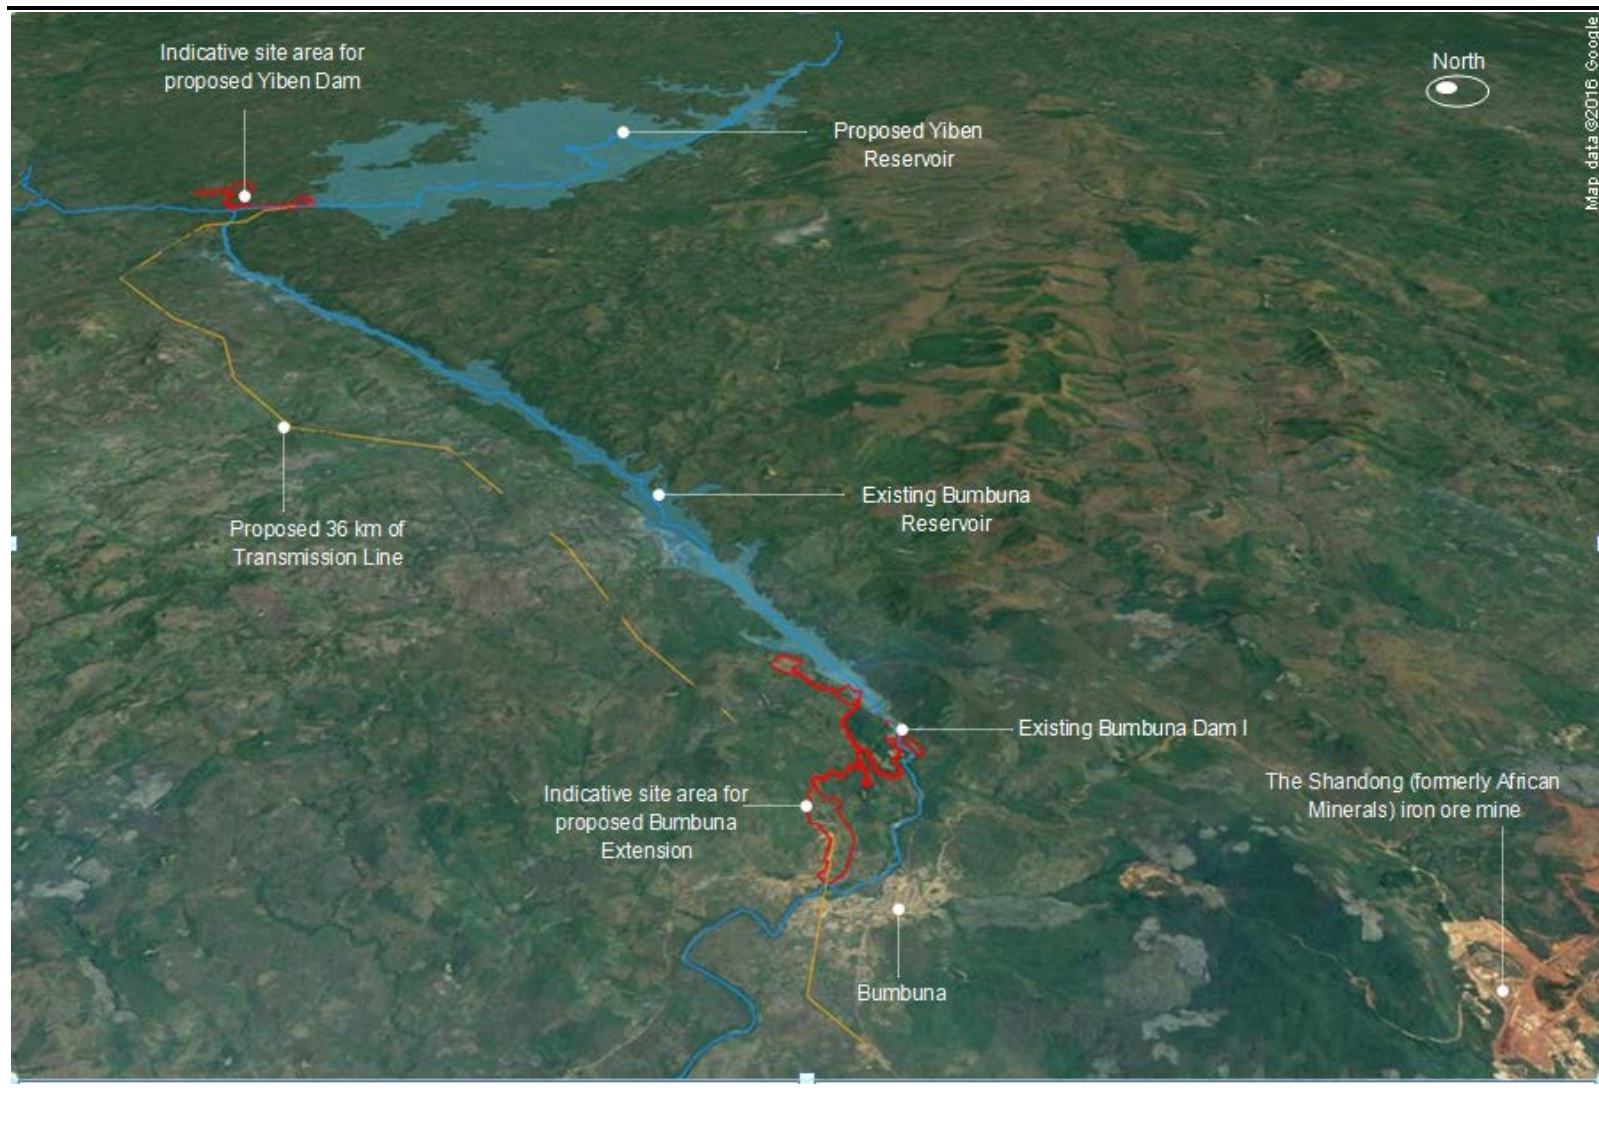 Indicative site area for
proposed Yiben Dam
North
Map data ©2016 Google
Proposed Yiben
Reservoir
Existing Bumbuna
Reservoir
Proposed 36 km of
Transmission Line
Existing Bumbuna Dam I
The Shandong (formerly African
Minerals) iron ore mine
Indicative site area for
proposed Bumbuna
Extension
Bumbuna